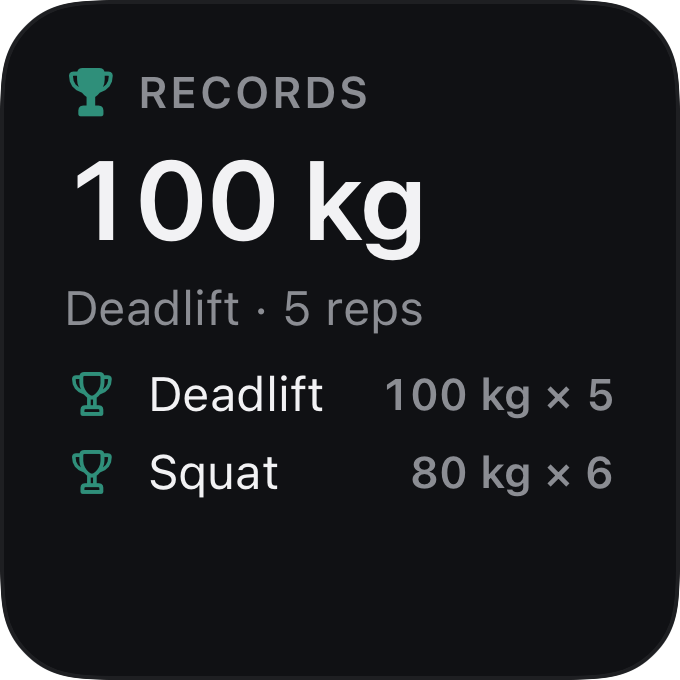 RECORDS
100 kg
Deadlift · 5 reps
Deadlift 100 kg × 5
Squat 80 kg × 6